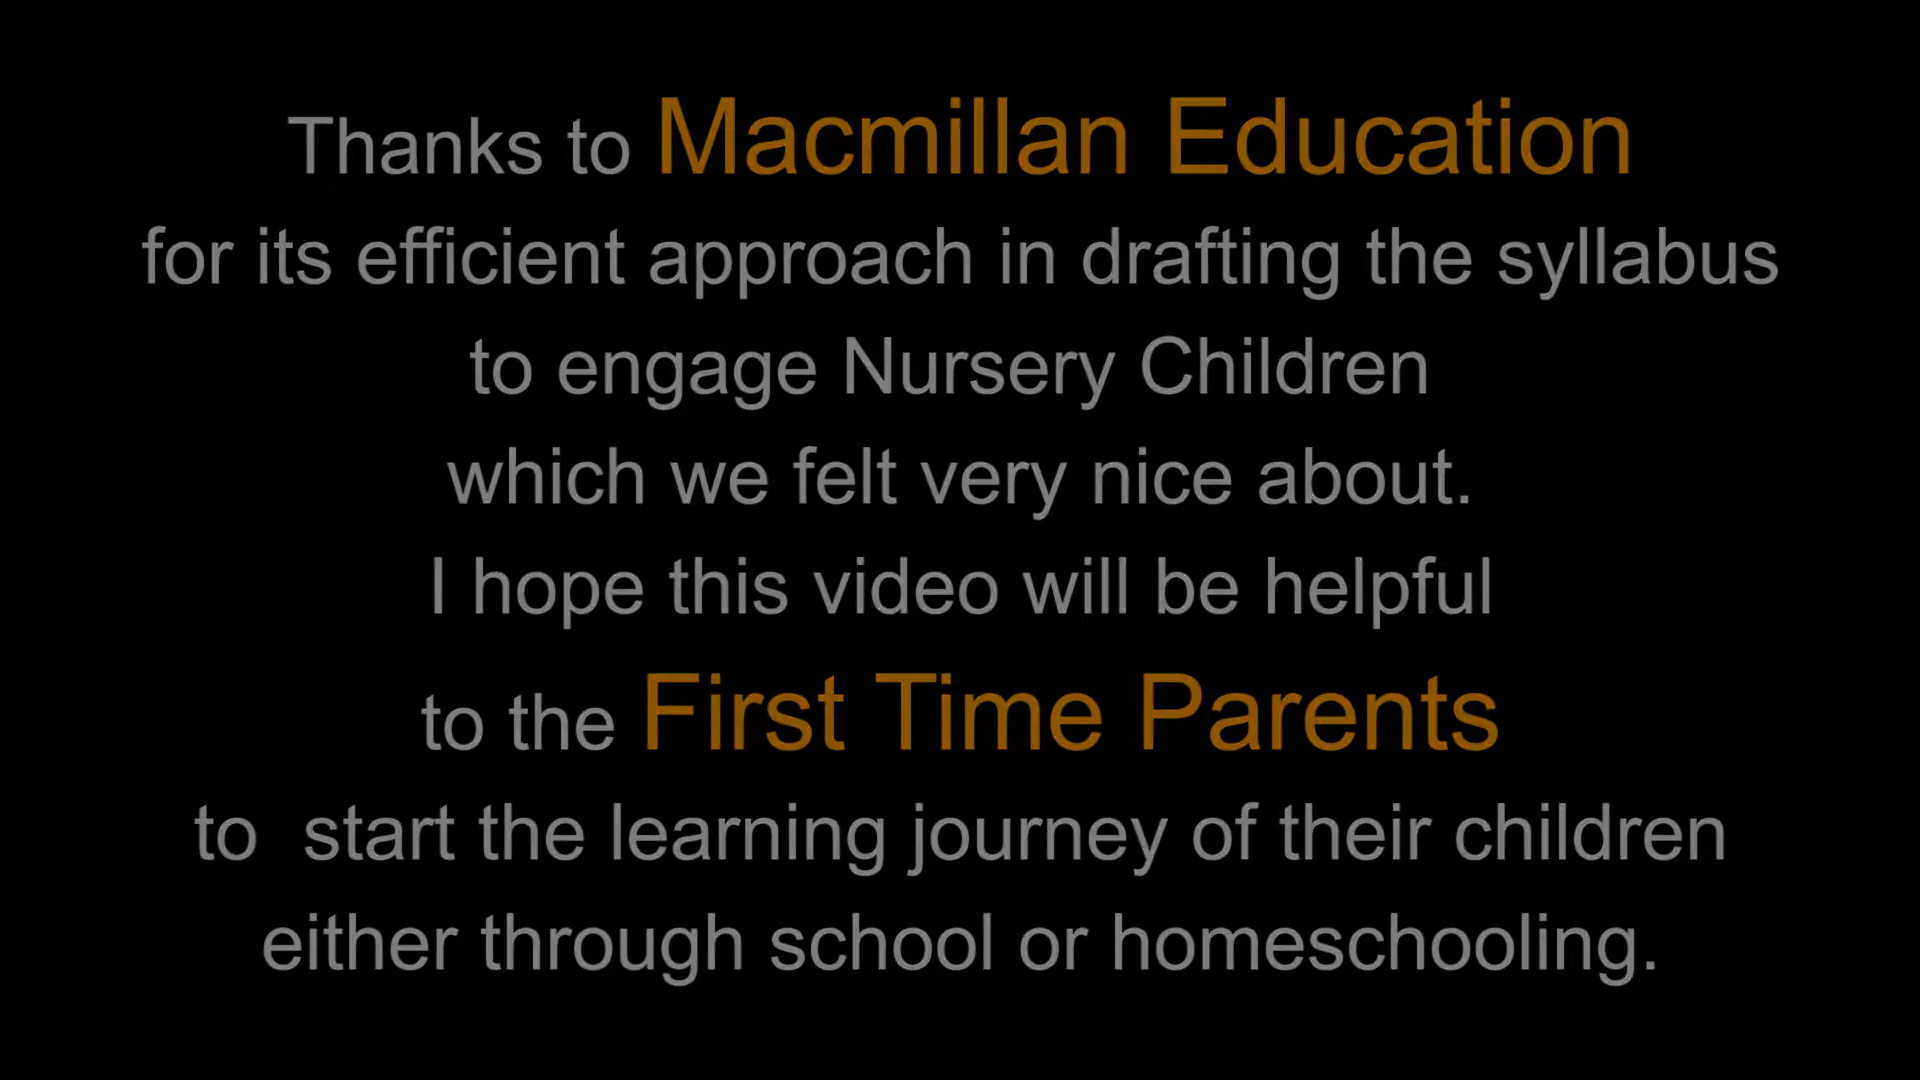 Thanks to Macmillan Education
for its efficient approach in drafting the syllabus
to engage Nursery Children
which we felt very nice about.
I hope this video will be helpful
to the First Time Parents
to  start the learning journey of their children
either through school or homeschooling.